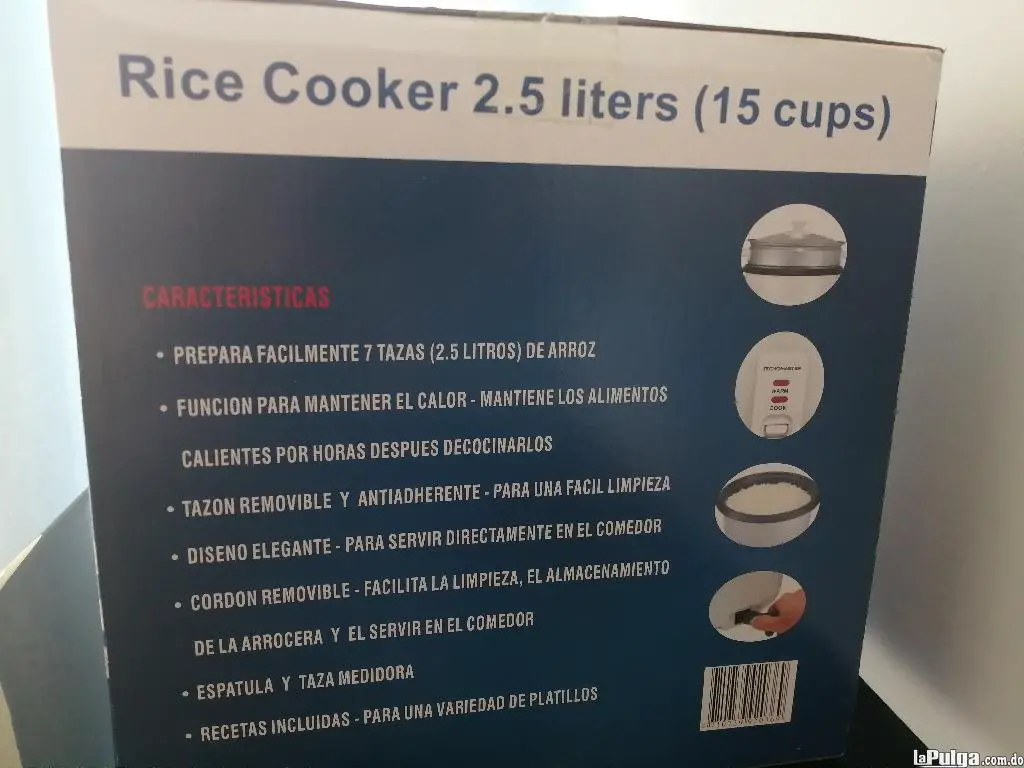 Rice Cooker 2.5 liters (15 cups)
CARACTERISTICAS
• PREPARA FACILMENTE 7 TAZAS (2.5 LITROS) DE ARROZ
• FUNCION PARA MANTENER EL CALOR - MANTIENE LOS ALIMENTOS
CALIENTES POR HORAS DESPUES DECOCINARLOS
• TAZON REMOVIBLE Y ANTIADHERENTE - PARA UNA FACIL LIMPIEZA
• DISENO ELEGANTE - PARA SERVIR DIRECTAMENTE EN EL COMEDOR
• CORDON REMOVIBLE - FACILITA LA LIMPIEZA, EL ALMACENAMIENTO
DE LA ARROCERA Y EL SERVIR EN EL COMEDOR
• ESPATULA Y TAZA MEDIDORA
• RECETAS INCLUIDAS - PARA UNA VARIEDAD DE PLATILLOS
WARM
COOK
laPulga.com.do